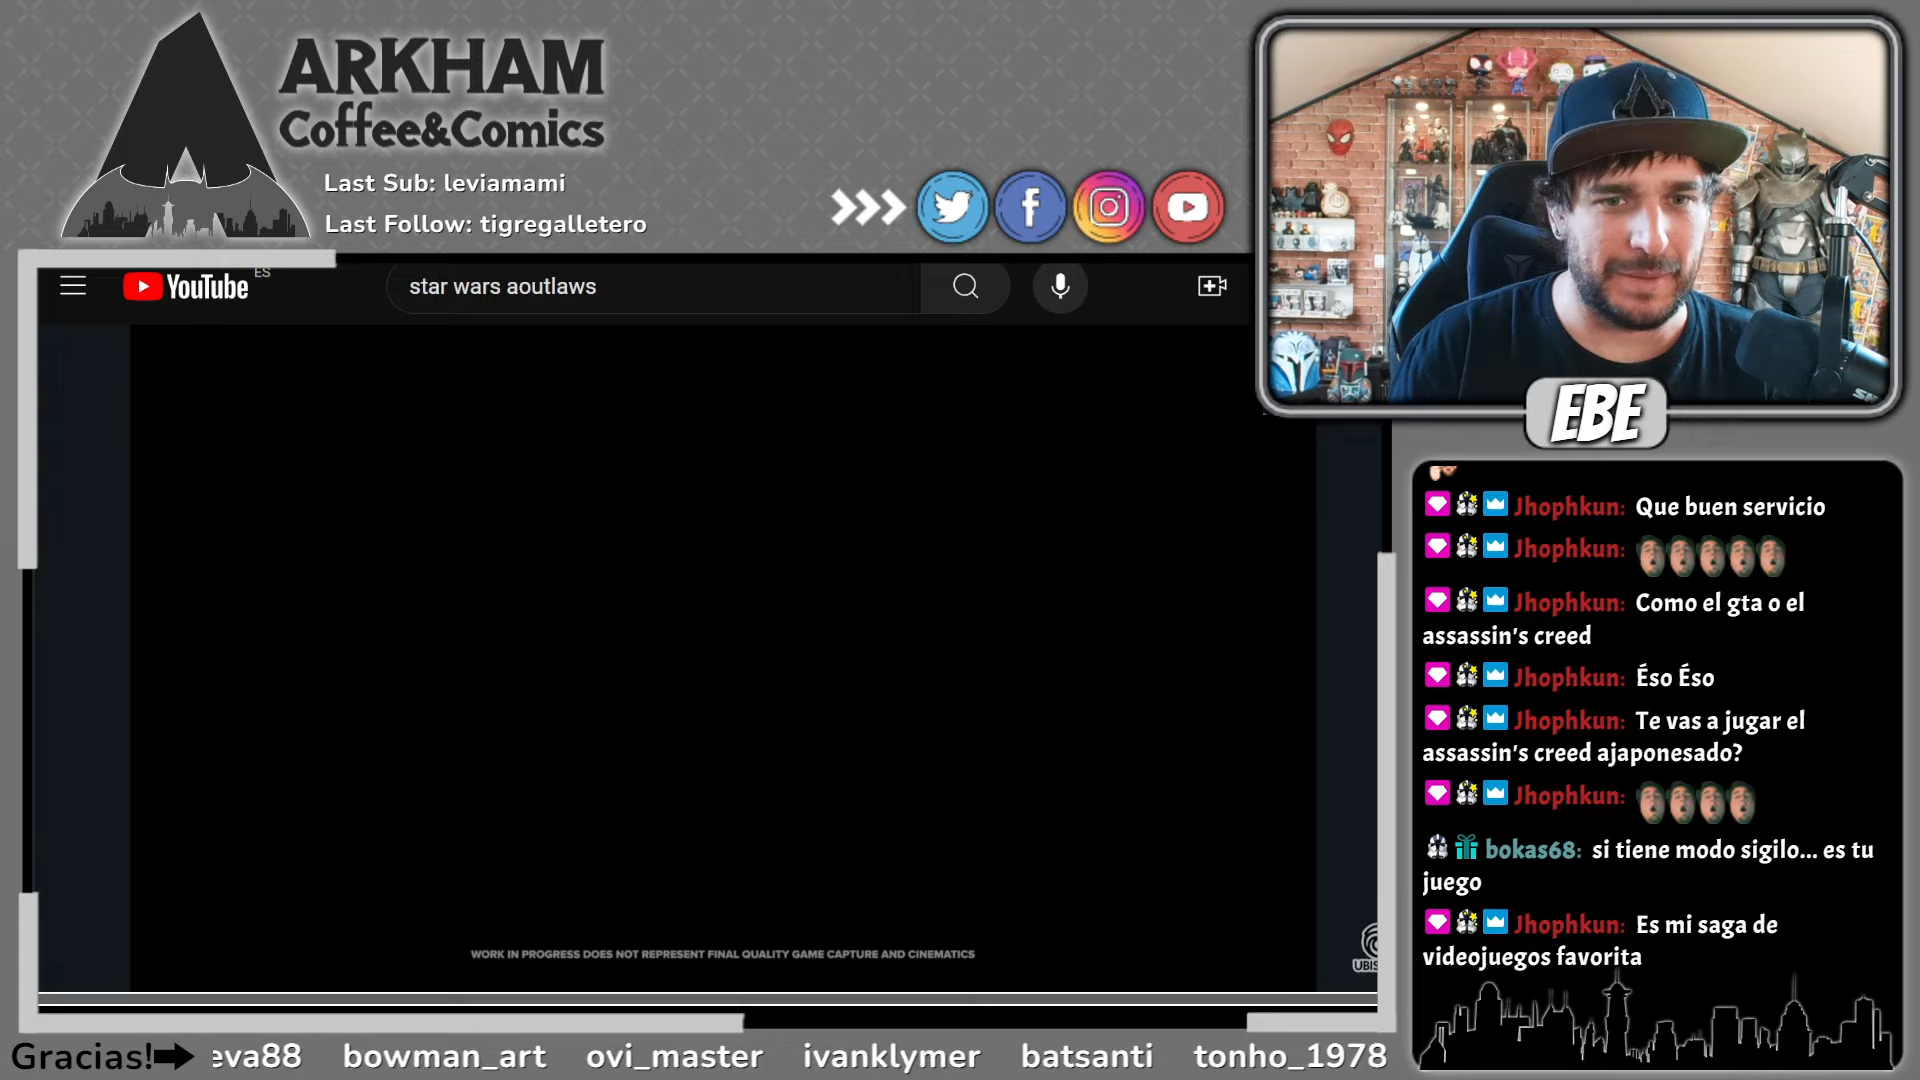 ARKHAM
Coffee&Comics
Last Sub: leviamami
Last Follow: tigregalletero
YouTube ES
star wars aoutlaws
EBE
Jhophkun: Que buen servicio
Jhophkun:
Jhophkun: Como el gta o el
assassin's creed
Jhophkun: Éso Éso
Jhophkun: Te vas a jugar el
assassin's creed ajaponesado?
Jhophkun:
bokas68: si tiene modo sigilo... es tu
juego
Jhophkun: Es mi saga de
videojuegos favorita
WORK IN PROGRESS DOES NOT REPRESENT FINAL QUALITY GAME CAPTURE AND CINEMATICS
Gracias! eva88 bowman_art ovi_master ivanklymer batsanti tonho_1978